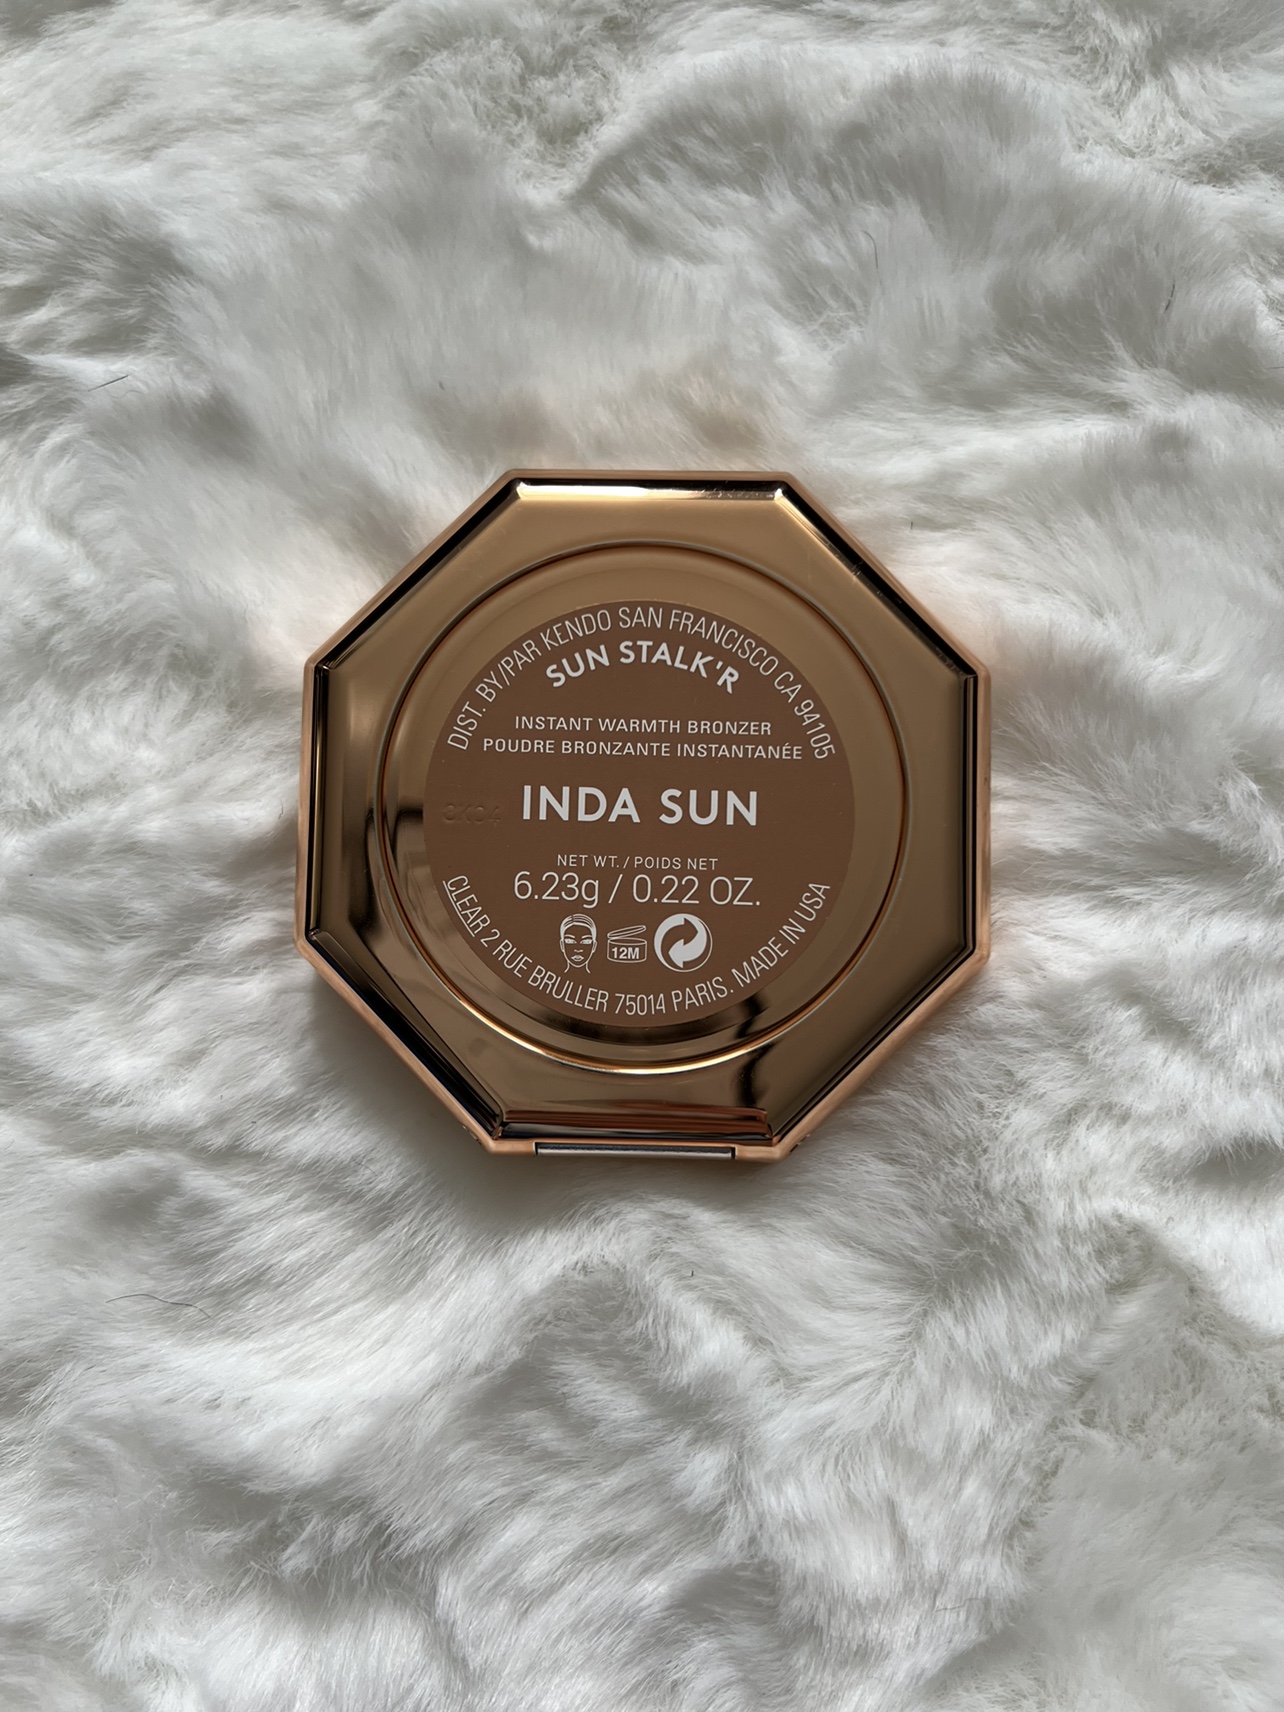 DIST. BY/PAR KENDO SAN FRANCISCO CA 94105
SUN STALK'R
INSTANT WARMTH BRONZER
POUDRE BRONZANTE INSTANTANÉE
INDA SUN
NET WT. / POIDS NET
6.23g / 0.22 OZ.
12M
CLEAR 2 RUE BRULLER 75014 PARIS. MADE IN USA